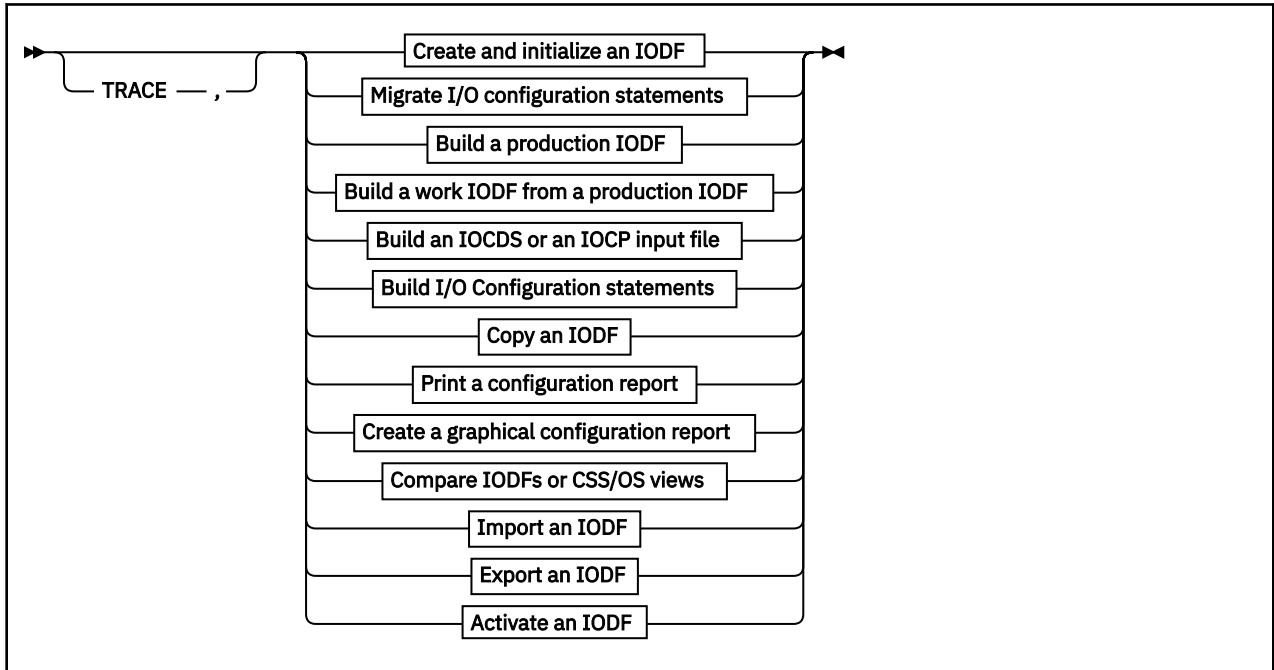 Create and initialize an IODF
TRACE ,
Migrate I/O configuration statements
Build a production IODF
Build a work IODF from a production IODF
Build an IOCDS or an IOCP input file
Build I/O Configuration statements
Copy an IODF
Print a configuration report
Create a graphical configuration report
Compare IODFs or CSS/OS views
Import an IODF
Export an IODF
Activate an IODF